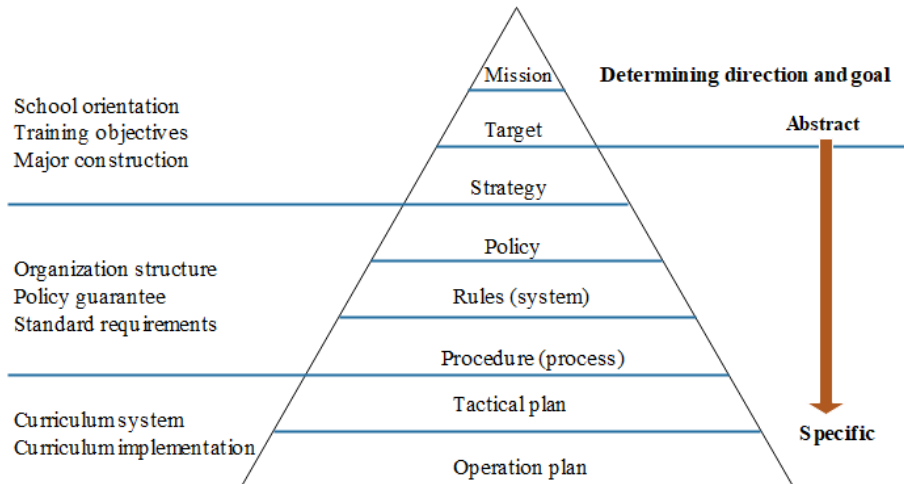 Mission
Determining direction and goal
School orientation
Training objectives
Major construction
Target
Abstract
Strategy
Policy
Organization structure
Policy guarantee
Standard requirements
Rules (system)
Procedure (process)
Tactical plan
Curriculum system
Curriculum implementation
Specific
Operation plan